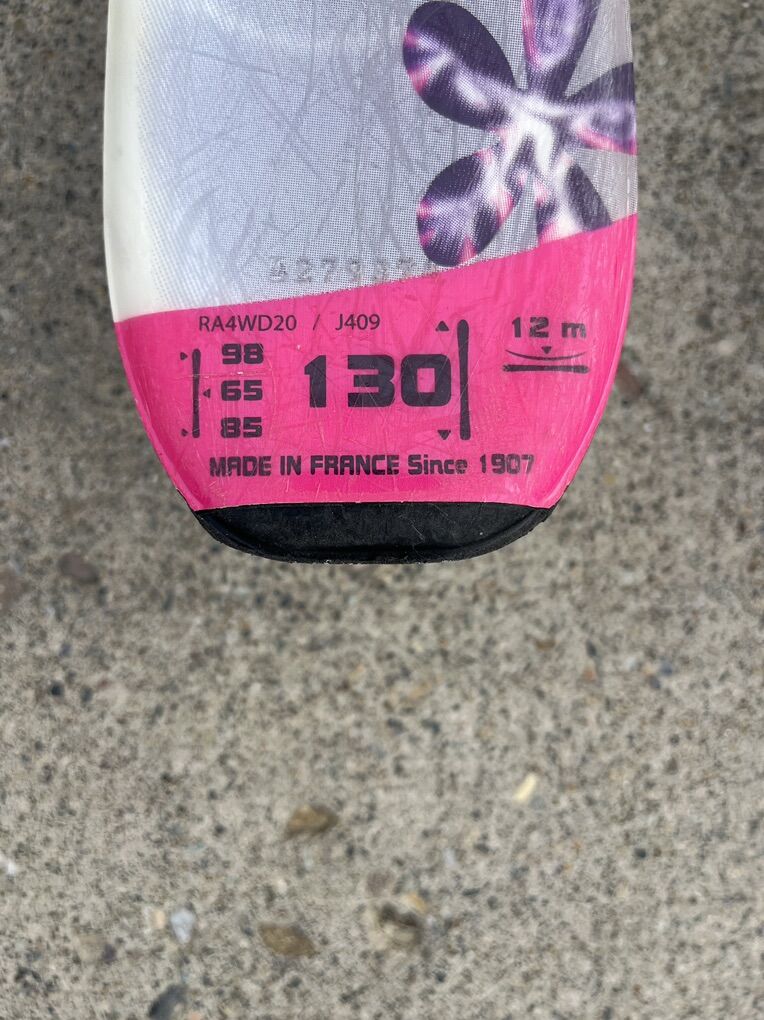 RA4WD20 / J409
98
65
85
130
12 m
MADE IN FRANCE Since 1907